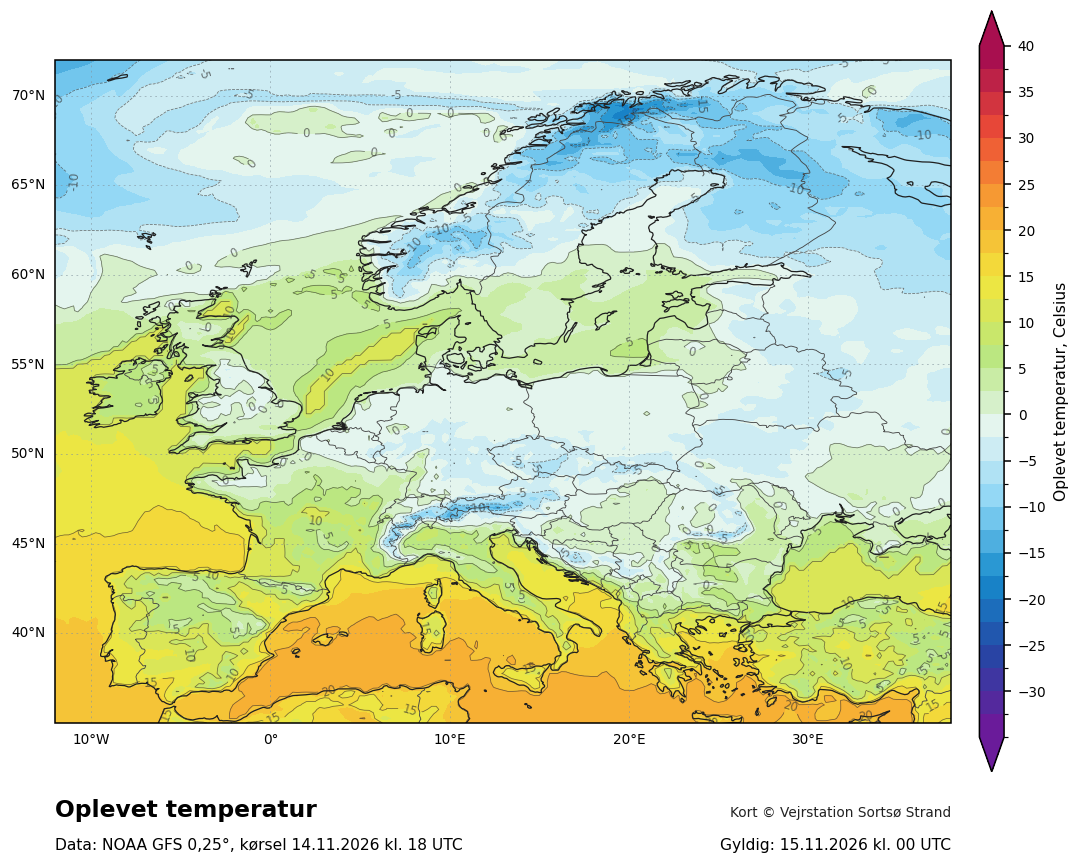 70°N
65°N
60°N
55°N
50°N
45°N
40°N
10°W
0°
10°E
20°E
30°E
40
35
30
25
20
15
10
5
0
−5
−10
−15
−20
−25
−30
Oplevet temperatur, Celsius
Oplevet temperatur
Kort © Vejrstation Sortsø Strand
Data: NOAA GFS 0,25°, kørsel 14.11.2026 kl. 18 UTC
Gyldig: 15.11.2026 kl. 00 UTC